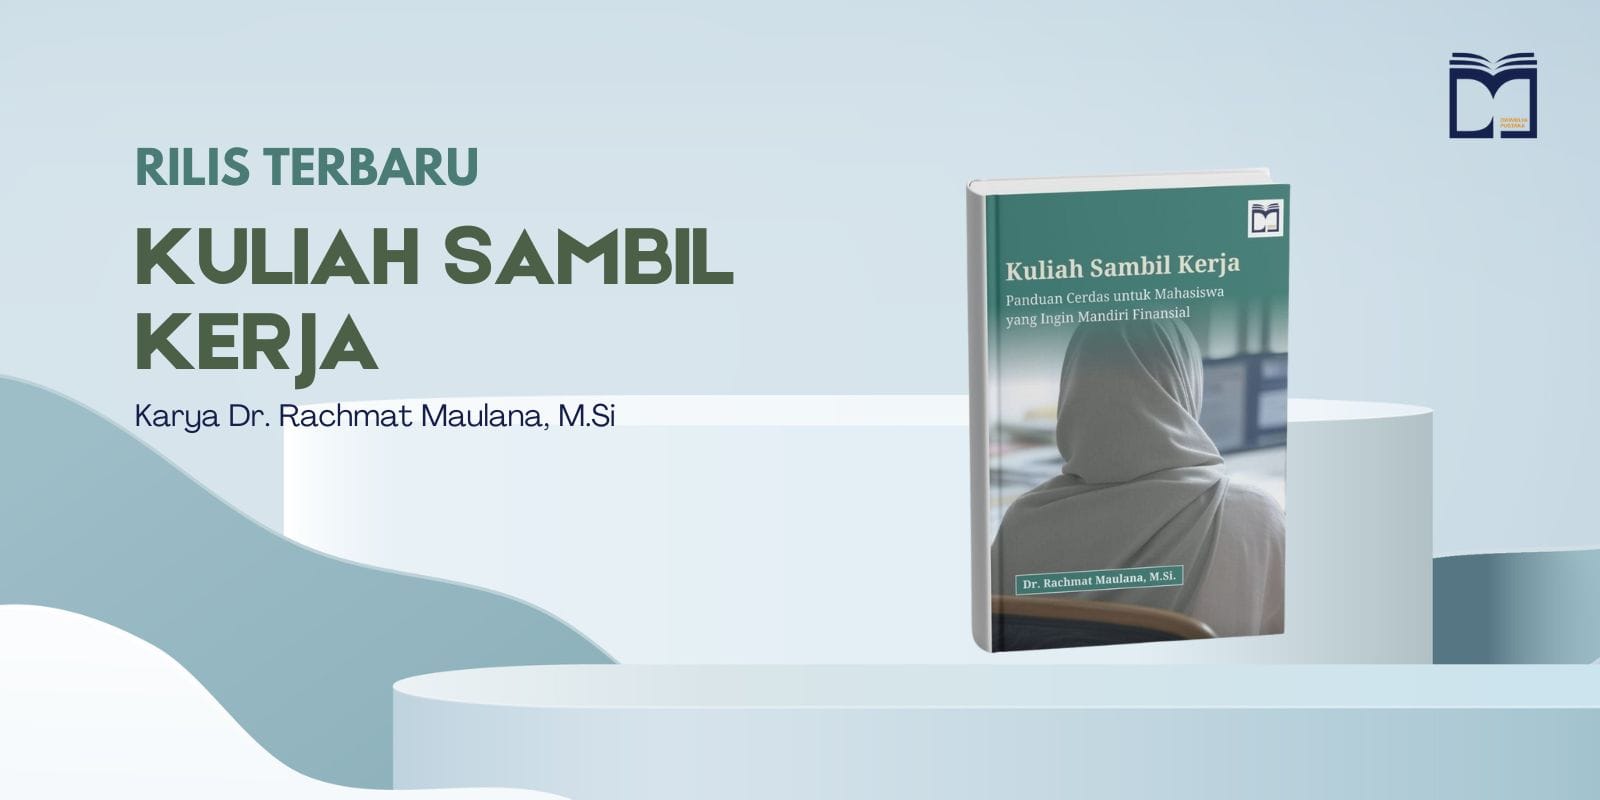 RILIS TERBARU
KULIAH SAMBIL
KERJA
Karya Dr. Rachmat Maulana, M.Si
Kuliah Sambil Kerja
Panduan Cerdas untuk Mahasiswa
yang Ingin Mandiri Finansial
Dr. Rachmat Maulana, M.Si.